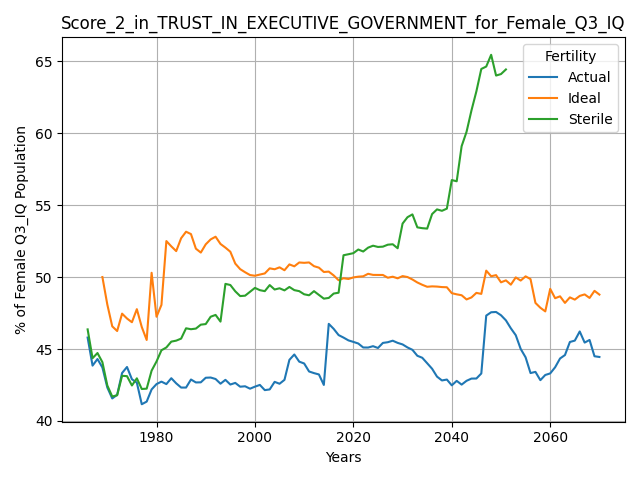 Score_2_in_TRUST_IN_EXECUTIVE_GOVERNMENT_for_Female_Q3_IQ
Fertility
Actual
Ideal
Sterile
% of Female Q3_IQ Population
65
60
55
50
45
40
1980
2000
2020
2040
2060
Years